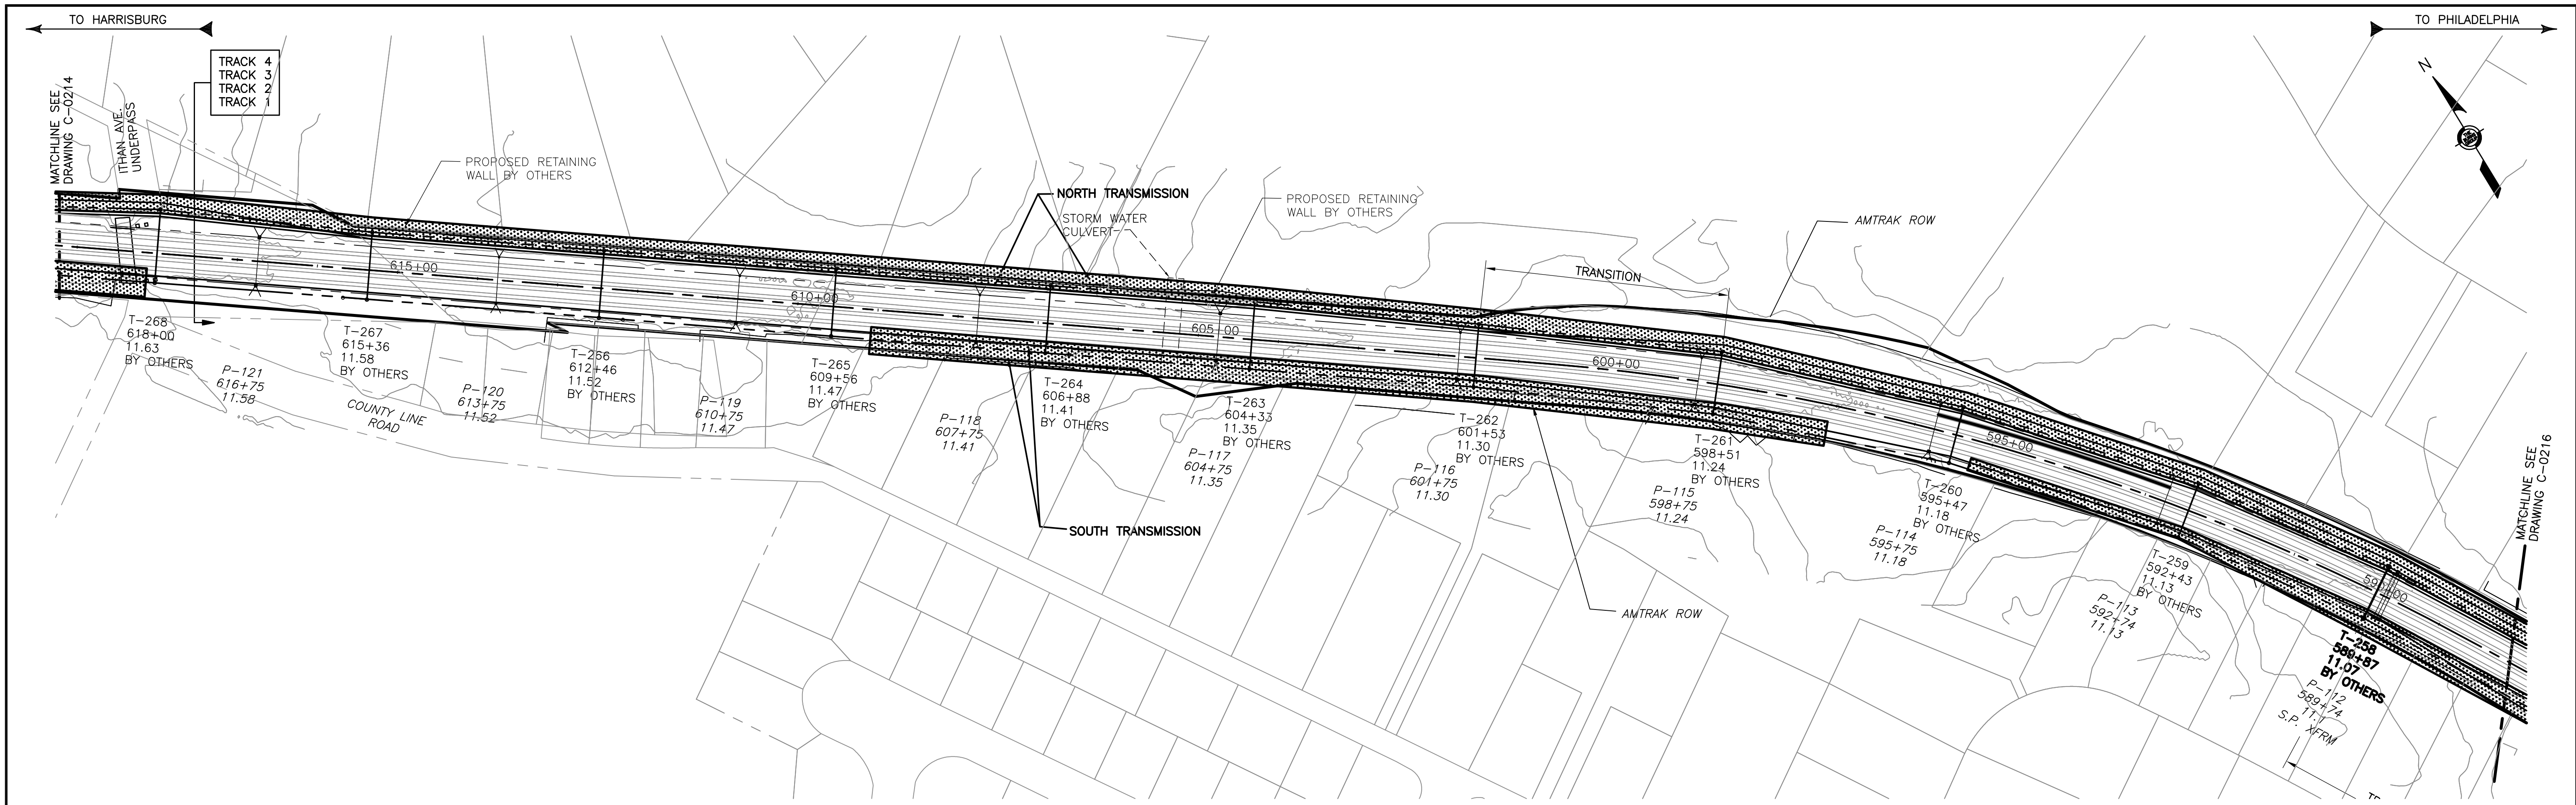 TO HARRISBURG
TO PHILADELPHIA
TRACK 4
TRACK 3
TRACK 2
TRACK 1
MATCHLINE SEE
DRAWING C-0214
ITHAN AVE.
UNDERPASS
N
PROPOSED RETAINING
WALL BY OTHERS
NORTH TRANSMISSION
STORM WATER
CULVERT
PROPOSED RETAINING
WALL BY OTHERS
AMTRAK ROW
TRANSITION
615+00
610+00
605+00
600+00
595+00
T-268
618+00
11.63
BY OTHERS
P-121
616+75
11.58
T-267
615+36
11.58
BY OTHERS
COUNTY LINE
ROAD
P-120
613+75
11.52
T-266
612+46
11.52
BY OTHERS
P-119
610+75
11.47
T-265
609+56
11.47
BY OTHERS
P-118
607+75
11.41
T-264
606+88
11.41
BY OTHERS
SOUTH TRANSMISSION
P-117
604+75
11.35
T-263
604+33
11.35
BY OTHERS
P-116
601+75
11.30
T-262
601+53
11.30
BY OTHERS
AMTRAK ROW
P-115
598+75
11.24
T-261
598+51
11.24
BY OTHERS
P-114
595+75
11.18
T-260
595+47
11.18
BY OTHERS
P-113
592+74
11.13
T-259
592+43
11.13
BY OTHERS
590+00
T-258
589+87
11.07
BY OTHERS
P-112
589+74
11.7
S.P. XFRM
MATCHLINE SEE
DRAWING C-0216